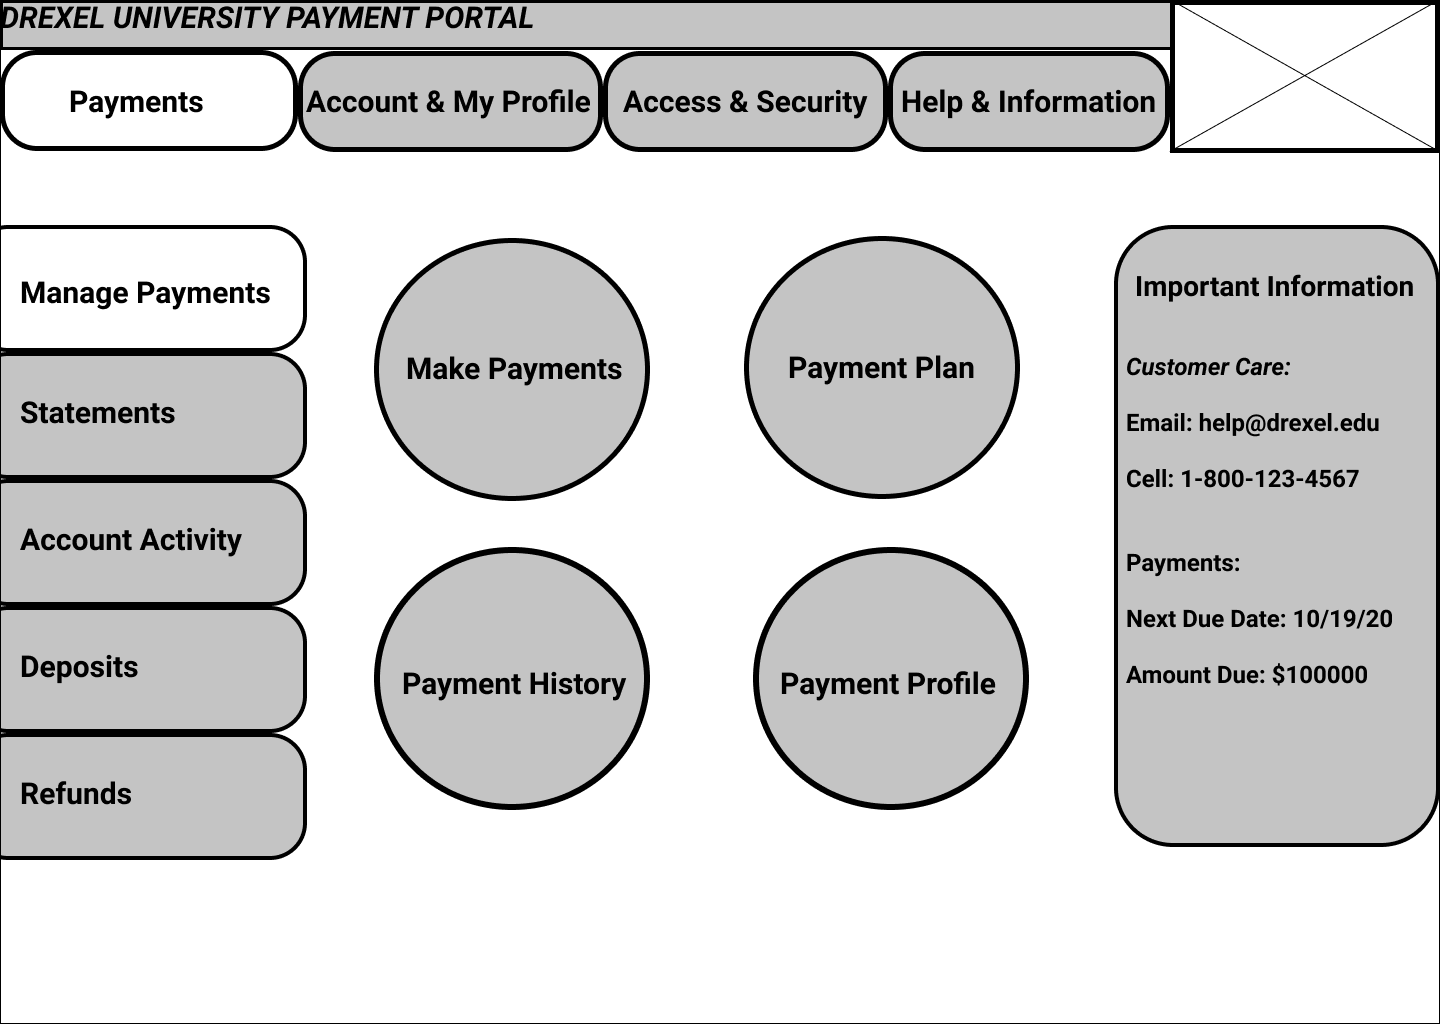 DREXEL UNIVERSITY PAYMENT PORTAL
Payments
Account & My Profile
Access & Security
Help & Information
Manage Payments
Statements
Account Activity
Deposits
Refunds
Make Payments
Payment Plan
Payment History
Payment Profile
Important Information
Customer Care:
Email: help@drexel.edu
Cell: 1-800-123-4567
Payments:
Next Due Date: 10/19/20
Amount Due: $100000